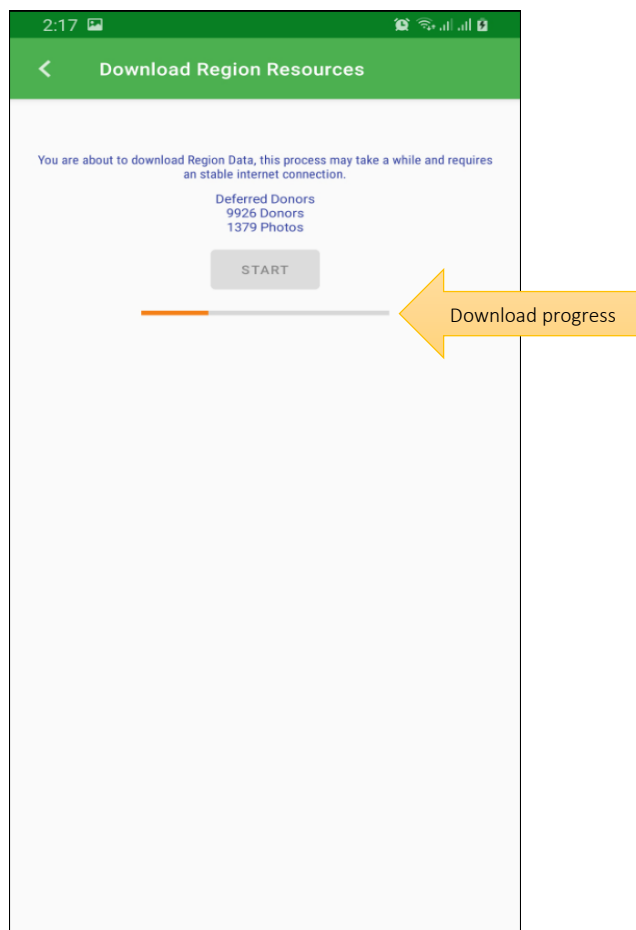 2:17
Download Region Resources
You are about to download Region Data, this process may take a while and requires
an stable internet connection.
Deferred Donors
9926 Donors
1379 Photos
START
Download progress